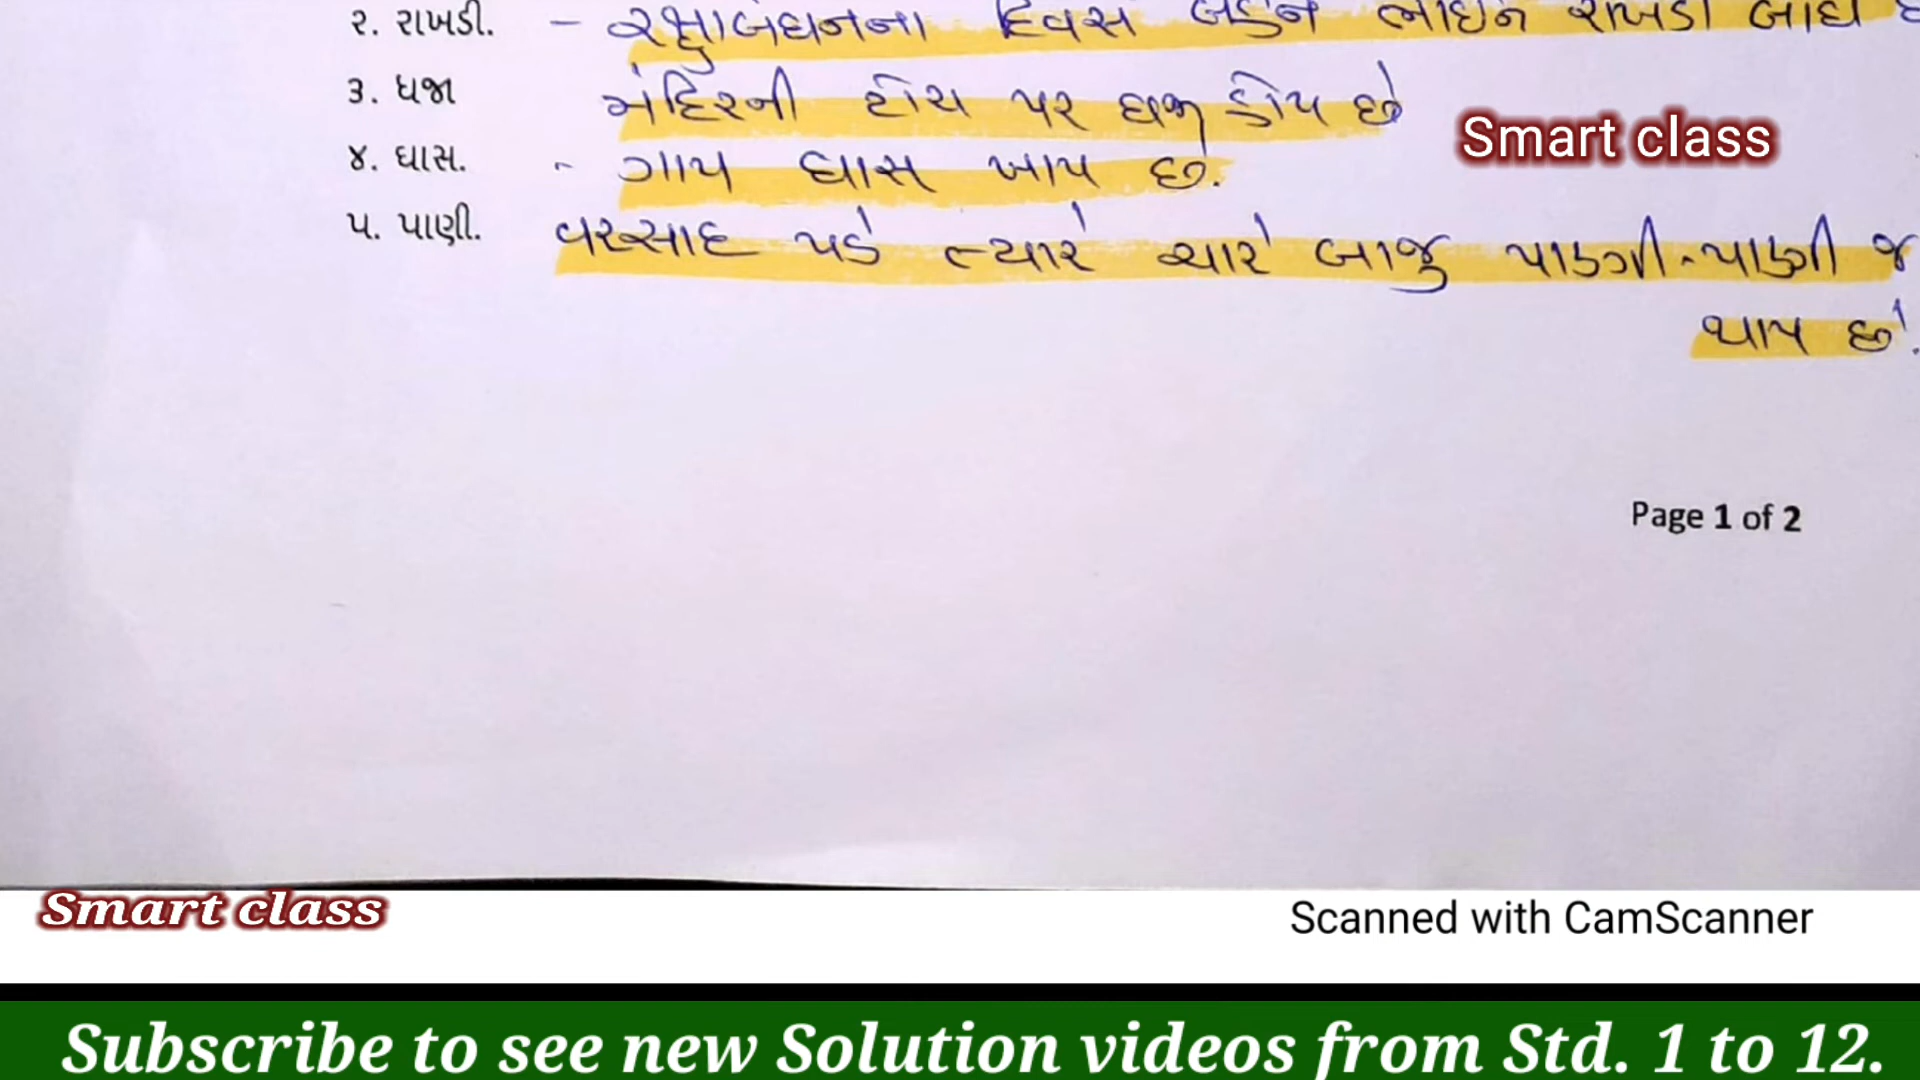 ૨. રાખડી. - રક્ષાબંધનના દિવસે બહેન ભાઇને રાખડી બાંધે
૩. ધજા મંદિરની ટોચ પર ધજા હોય છે
Smart class
૪. ઘાસ. - ગાય ઘાસ ખાય છે.
૫. પાણી. વરસાદ પડે ત્યારે ચારે બાજુ પાણી-પાણી જ
થાય છે.
Page 1 of 2
Smart class
Scanned with CamScanner
Subscribe to see new Solution videos from Std. 1 to 12.